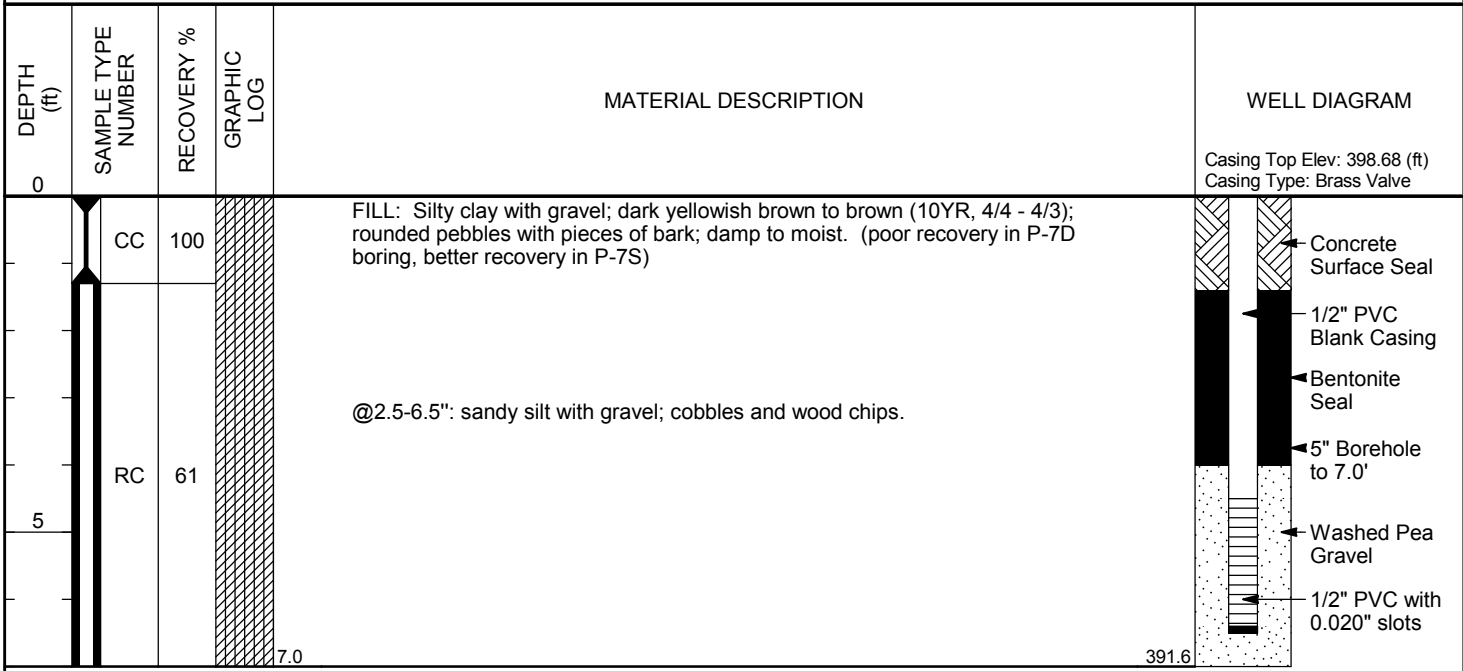 DEPTH
(ft)
SAMPLE TYPE
NUMBER
RECOVERY %
GRAPHIC
LOG
MATERIAL DESCRIPTION
WELL DIAGRAM
Casing Top Elev: 398.68 (ft)
Casing Type: Brass Valve
0
CC
100
FILL: Silty clay with gravel; dark yellowish brown to brown (10YR, 4/4 - 4/3);
rounded pebbles with pieces of bark; damp to moist. (poor recovery in P-7D
boring, better recovery in P-7S)
Concrete
Surface Seal
1/2" PVC
Blank Casing
Bentonite
Seal
@2.5-6.5": sandy silt with gravel; cobbles and wood chips.
5" Borehole
to 7.0'
RC
61
5
Washed Pea
Gravel
1/2" PVC with
0.020" slots
7.0
391.6